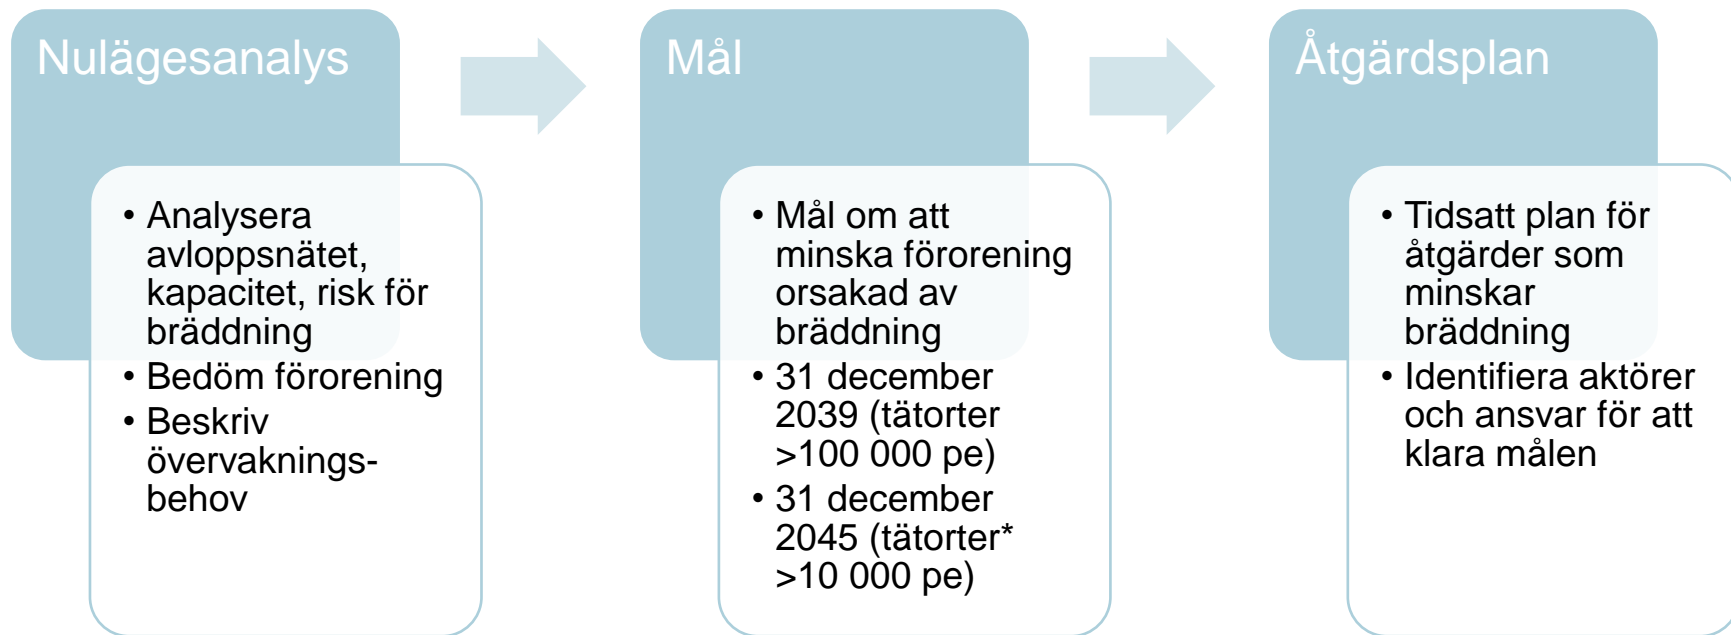 Nulägesanalys
• Analysera
avloppsnätet,
kapacitet, risk för
bräddning
• Bedöm förorening
• Beskriv
övervaknings-
behov
Mål
• Mål om att
minska förorening
orsakad av
bräddning
• 31 december
2039 (tätorter
>100 000 pe)
• 31 december
2045 (tätorter*
>10 000 pe)
Åtgärdsplan
• Tidsatt plan för
åtgärder som
minskar
bräddning
• Identifiera aktörer
och ansvar för att
klara målen